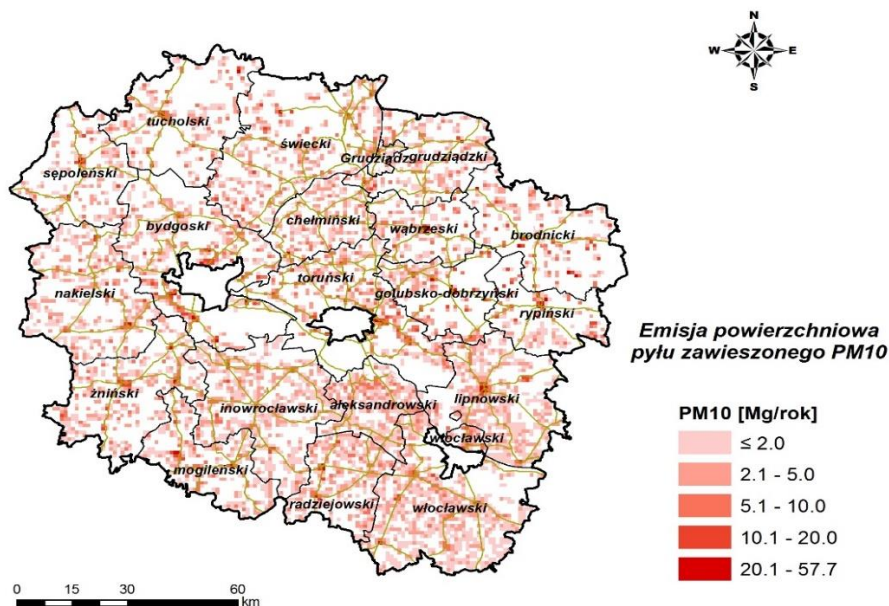 N
W E
S
tucholski
świecki
Grudziądz grudziądzki
sępoleński
bydgoski
chełmiński
wąbrzeski
brodnicki
nakielski
toruński
golubsko-dobrzyński
rypiński
Emisja powierzchniowa
pyłu zawieszonego PM10
żniński
inowrocławski
aleksandrowski
lipnowski
PM10 [Mg/rok]
≤ 2.0
włocławski
2.1 - 5.0
mogileński
radziejowski
włocławski
5.1 - 10.0
10.1 - 20.0
20.1 - 57.7
0 15 30 60
km